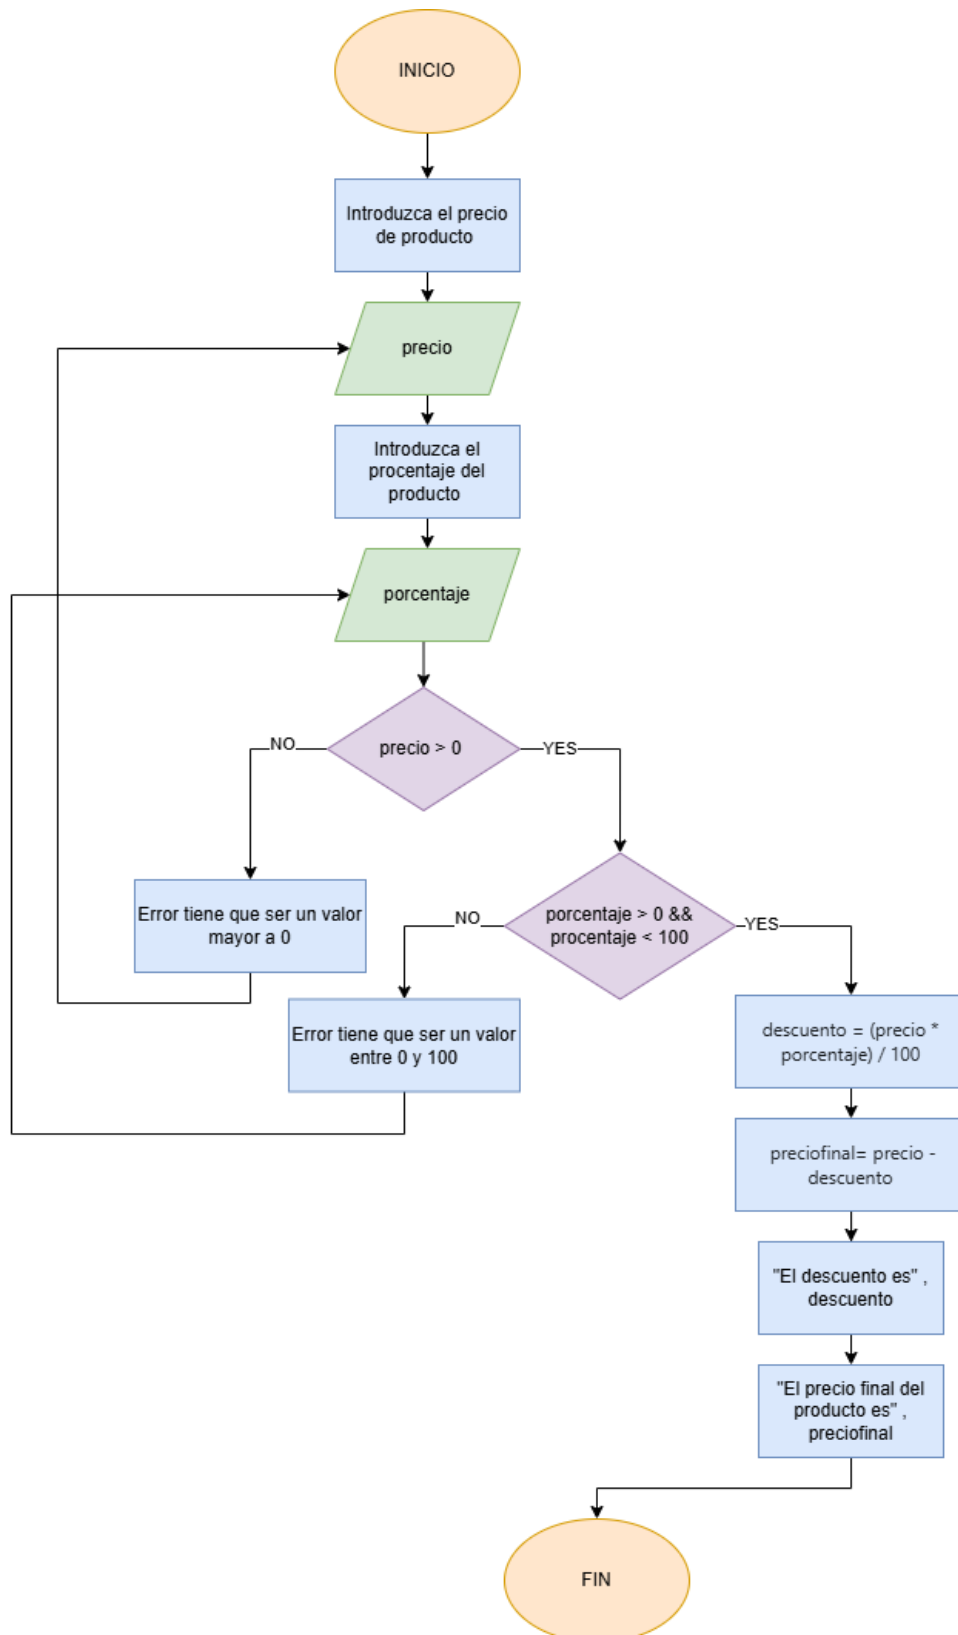 INICIO
Introduzca el precio
de producto
precio
Introduzca el
procentaje del
producto
porcentaje
precio > 0
NO
YES
Error tiene que ser un valor
mayor a 0
porcentaje > 0 &&
procentaje < 100
NO
YES
Error tiene que ser un valor
entre 0 y 100
descuento = (precio *
porcentaje) / 100
preciofinal= precio -
descuento
"El descuento es" ,
descuento
"El precio final del
producto es" ,
preciofinal
FIN